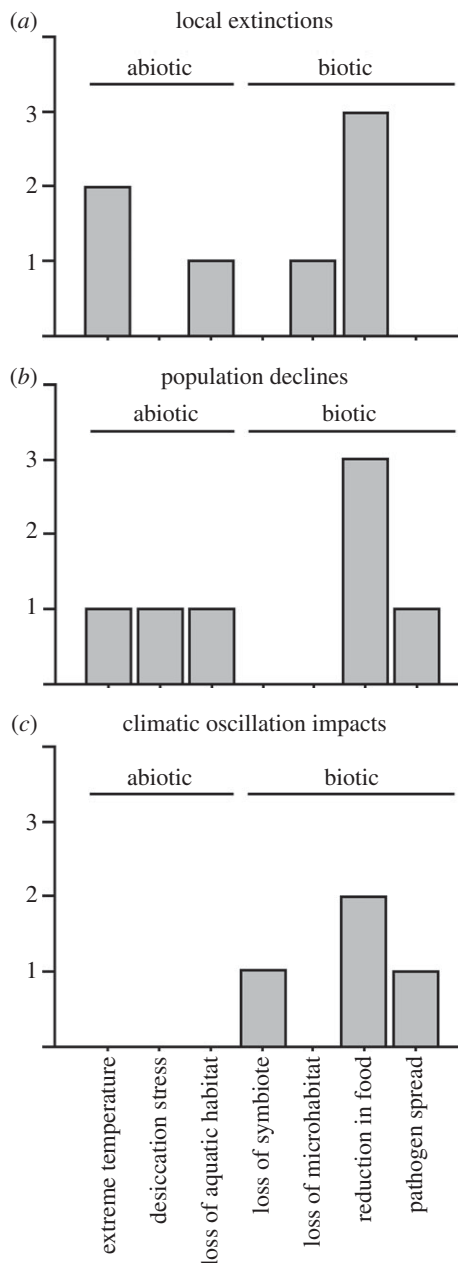 (a) local extinctions
abiotic biotic
3
2
1
(b) population declines
abiotic biotic
3
2
1
(c) climatic oscillation impacts
abiotic biotic
3
2
1
extreme temperature
desiccation stress
loss of aquatic habitat
loss of symbiote
loss of microhabitat
reduction in food
pathogen spread